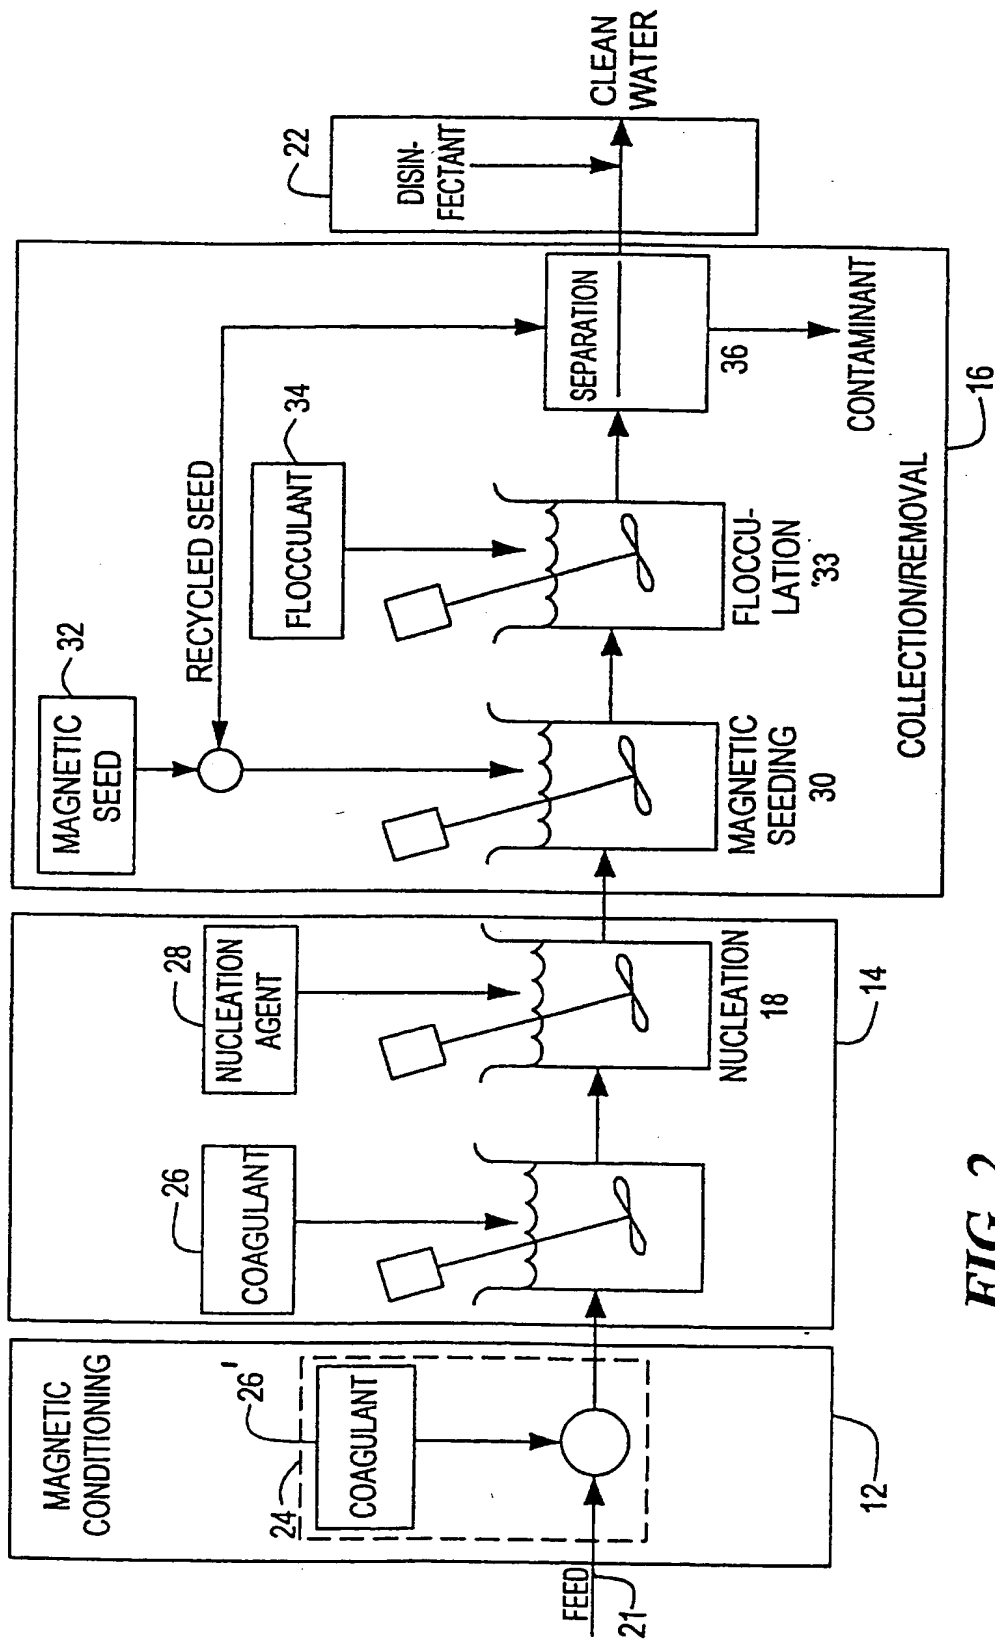 MAGNETIC
CONDITIONING
24
26'
COAGULANT
FEED
21
12
26
COAGULANT
28
NUCLEATION
AGENT
NUCLEATION
18
14
MAGNETIC
SEED
32
RECYCLED SEED
FLOCCULANT
34
MAGNETIC
SEEDING
30
FLOCCU-
LATION
33
SEPARATION
36
CONTAMINANT
COLLECTION/REMOVAL
16
22
DISIN-
FECTANT
CLEAN
WATER
FIG. 2